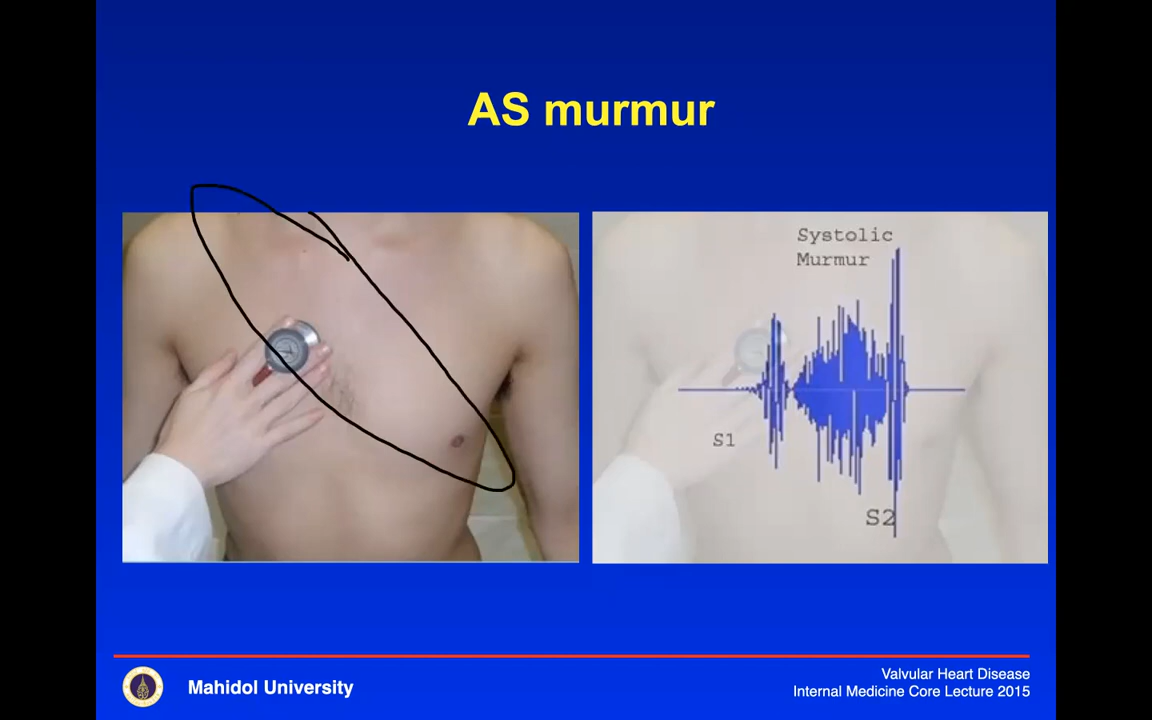 AS murmur
Systolic
Murmur
S1
S2
Mahidol University
Valvular Heart Disease
Internal Medicine Core Lecture 2015